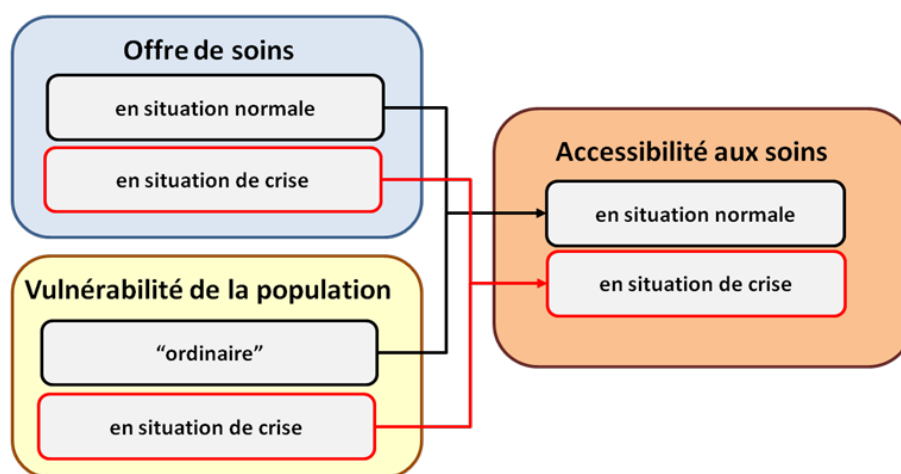 Offre de soins
en situation normale
en situation de crise
Vulnérabilité de la population
“ordinaire”
en situation de crise
Accessibilité aux soins
en situation normale
en situation de crise